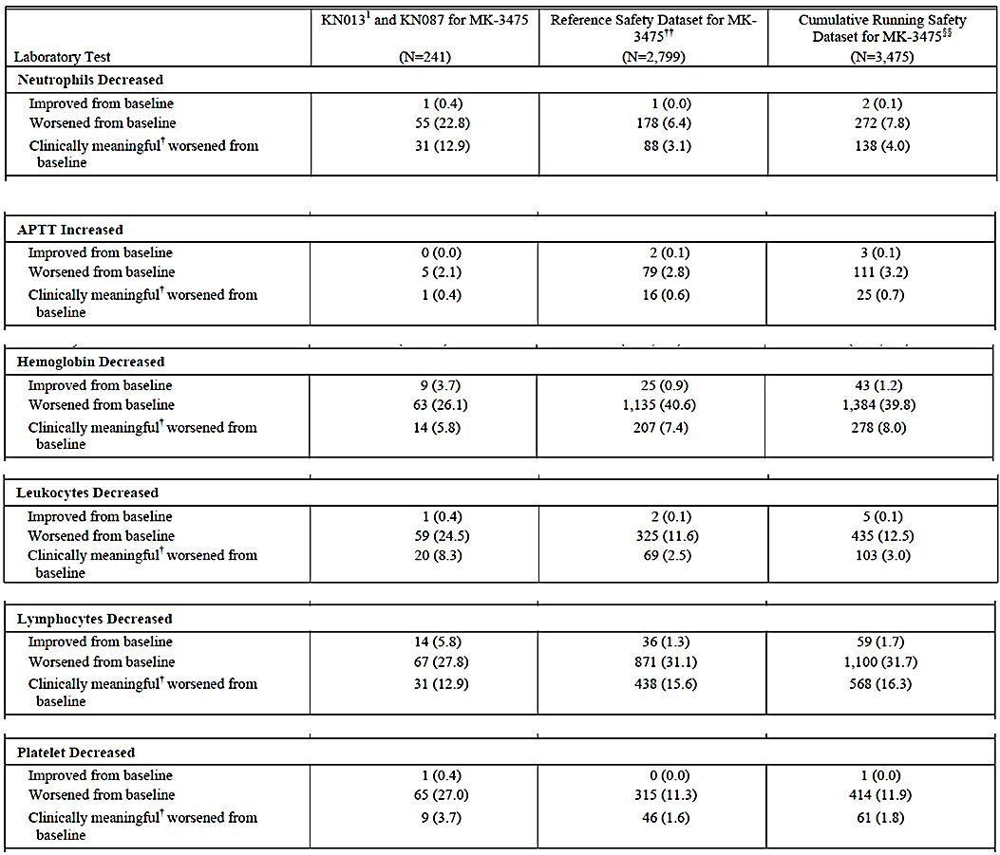 KN013¹ and KN087 for MK-3475 Reference Safety Dataset for MK-3475†† Cumulative Running Safety Dataset for MK-3475§§
Laboratory Test (N=241) (N=2,799) (N=3,475)
Neutrophils Decreased
Improved from baseline 1 (0.4) 1 (0.0) 2 (0.1)
Worsened from baseline 55 (22.8) 178 (6.4) 272 (7.8)
Clinically meaningful† worsened from 31 (12.9) 88 (3.1) 138 (4.0)
baseline
APTT Increased
Improved from baseline 0 (0.0) 2 (0.1) 3 (0.1)
Worsened from baseline 5 (2.1) 79 (2.8) 111 (3.2)
Clinically meaningful† worsened from 1 (0.4) 16 (0.6) 25 (0.7)
baseline
Hemoglobin Decreased
Improved from baseline 9 (3.7) 25 (0.9) 43 (1.2)
Worsened from baseline 63 (26.1) 1,135 (40.6) 1,384 (39.8)
Clinically meaningful† worsened from 14 (5.8) 207 (7.4) 278 (8.0)
baseline
Leukocytes Decreased
Improved from baseline 1 (0.4) 2 (0.1) 5 (0.1)
Worsened from baseline 59 (24.5) 325 (11.6) 435 (12.5)
Clinically meaningful† worsened from 20 (8.3) 69 (2.5) 103 (3.0)
baseline
Lymphocytes Decreased
Improved from baseline 14 (5.8) 36 (1.3) 59 (1.7)
Worsened from baseline 67 (27.8) 871 (31.1) 1,100 (31.7)
Clinically meaningful† worsened from 31 (12.9) 438 (15.6) 568 (16.3)
baseline
Platelet Decreased
Improved from baseline 1 (0.4) 0 (0.0) 1 (0.0)
Worsened from baseline 65 (27.0) 315 (11.3) 414 (11.9)
Clinically meaningful† worsened from 9 (3.7) 46 (1.6) 61 (1.8)
baseline